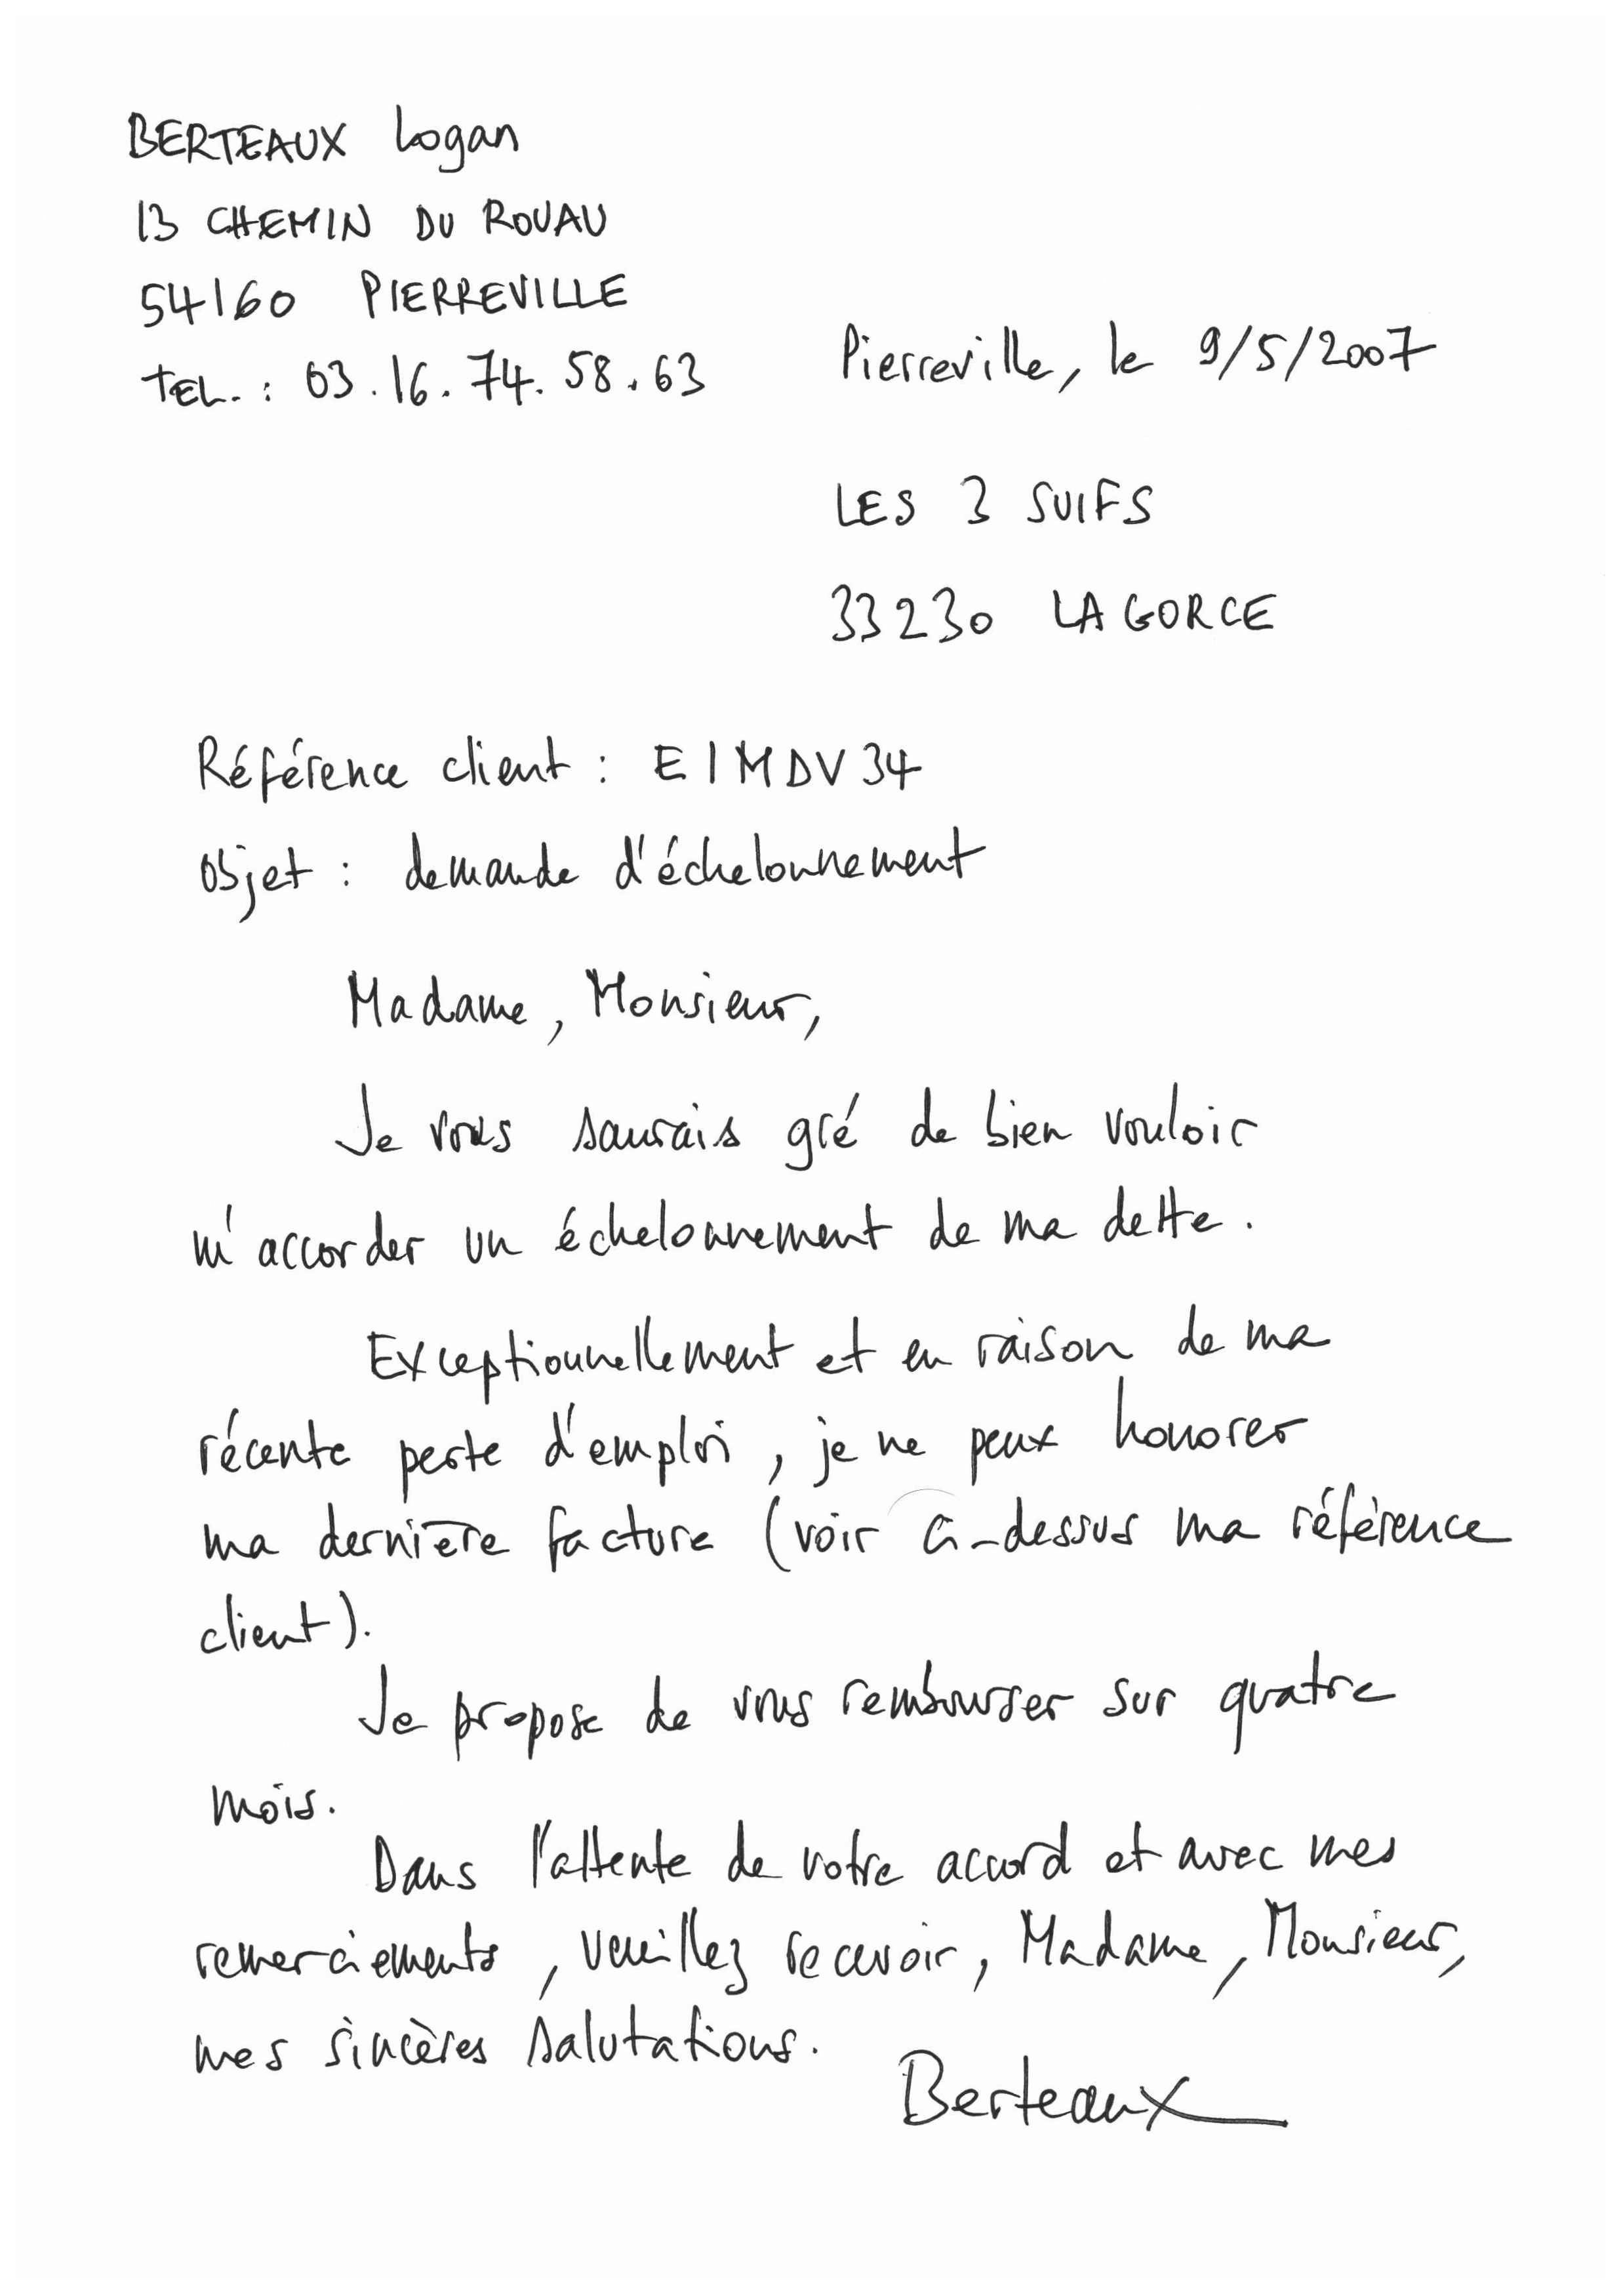 BERTEAUX Logan
13 CHEMIN DU ROUAU
54160 PIERREVILLE
TEL. : 03.16.74.58.63
Pierreville, le 9/5/2007
LES 3 SUIFS
33230 LAGORCE
Référence client : EIMDV34
Objet : demande d'échelonnement
Madame, Monsieur,
Je vous saurais gré de bien vouloir
m'accorder un échelonnement de ma dette.
Exceptionnellement et en raison de ma
récente perte d'emploi, je ne peux honorer
ma dernière facture (voir ci-dessus ma référence
client).
Je propose de vous rembourser sur quatre
mois.
Dans l'attente de votre accord et avec mes
remerciements, veuillez recevoir, Madame, Monsieur,
mes sincères salutations.
Berteaux